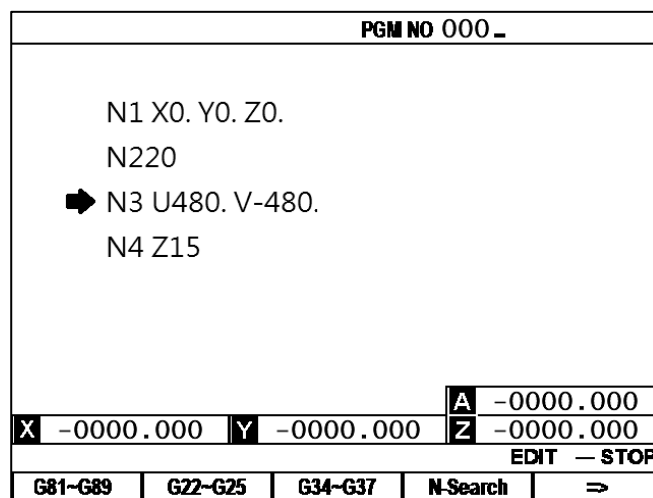 PGM NO 000_
N1 X0. Y0. Z0.
N220
N3 U480. V-480.
N4 Z15
A -0000.000
X -0000.000 Y -0000.000 Z -0000.000
EDIT — STOP
G81~G89 G22~G25 G34~G37 N-Search =>